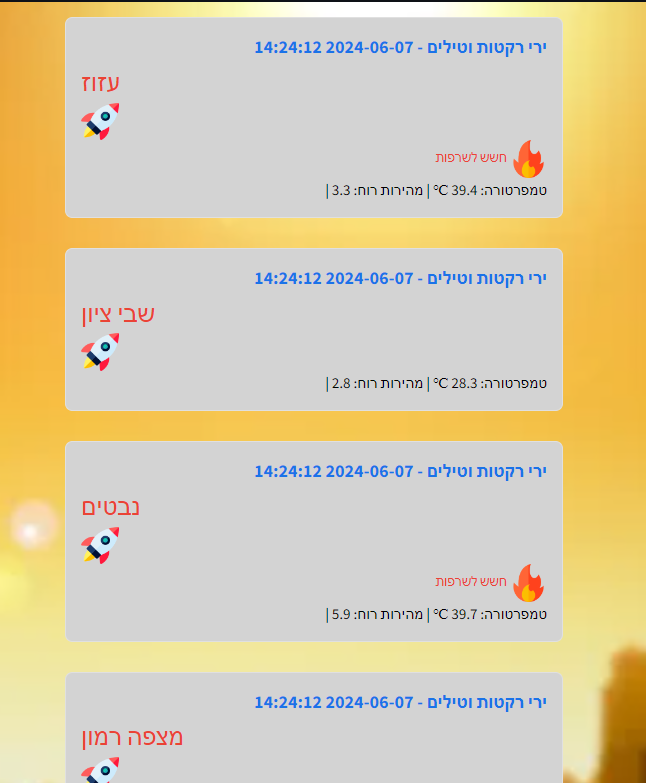 ירי רקטות וטילים - 2024-06-07 14:24:12
עזוז
חשש לשרפות
טמפרטורה: 39.4 °C | מהירות רוח: 3.3 |
ירי רקטות וטילים - 2024-06-07 14:24:12
שבי ציון
טמפרטורה: 28.3 °C | מהירות רוח: 2.8 |
ירי רקטות וטילים - 2024-06-07 14:24:12
נבטים
חשש לשרפות
טמפרטורה: 39.7 °C | מהירות רוח: 5.9 |
ירי רקטות וטילים - 2024-06-07 14:24:12
מצפה רמון